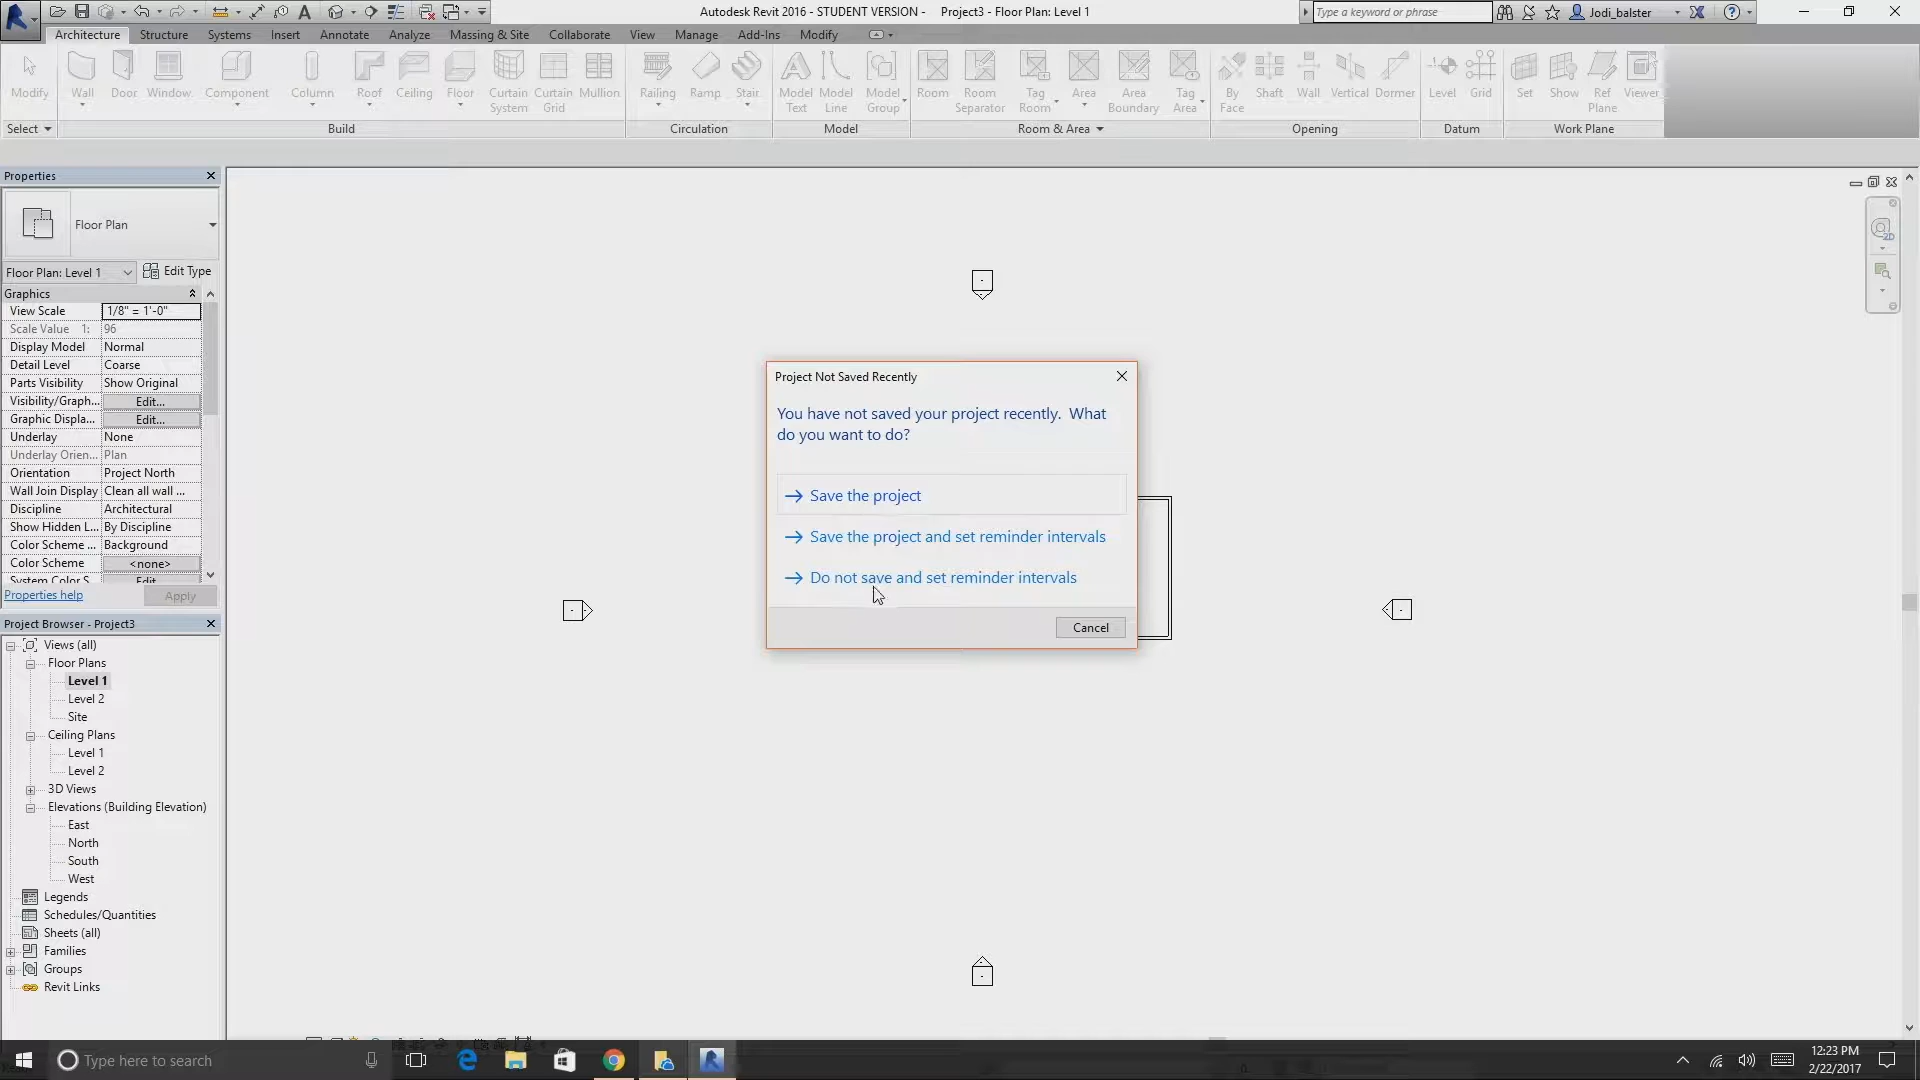 Autodesk Revit 2016 - STUDENT VERSION - Project3 - Floor Plan: Level 1
Type a keyword or phrase
Jodi_balster
Architecture Structure Systems Insert Annotate Analyze Massing & Site Collaborate View Manage Add-Ins Modify
Modify Wall Door Window Component Column Roof Ceiling Floor Curtain System Curtain Grid Mullion Railing Ramp Stair Model Text Model Line Model Group Room Room Separator Tag Room Area Area Boundary Tag Area By Face Shaft Wall Vertical Dormer Level Grid Set Show Ref Plane Viewer
Select Build Circulation Model Room & Area Opening Datum Work Plane
Properties
Floor Plan
Floor Plan: Level 1 Edit Type
Graphics
View Scale 1/8" = 1'-0"
Scale Value 1: 96
Display Model Normal
Detail Level Coarse
Parts Visibility Show Original
Visibility/Graph... Edit...
Graphic Displa... Edit...
Underlay None
Underlay Orien... Plan
Orientation Project North
Wall Join Display Clean all wall ...
Discipline Architectural
Show Hidden L... By Discipline
Color Scheme ... Background
Color Scheme <none>
System Color S... Edit...
Properties help Apply
Project Browser - Project3
Views (all)
Floor Plans
Level 1
Level 2
Site
Ceiling Plans
Level 1
Level 2
3D Views
Elevations (Building Elevation)
East
North
South
West
Legends
Schedules/Quantities
Sheets (all)
Families
Groups
Revit Links
Project Not Saved Recently
You have not saved your project recently. What
do you want to do?
Save the project
Save the project and set reminder intervals
Do not save and set reminder intervals
Cancel
2D
Type here to search
12:23 PM
2/22/2017